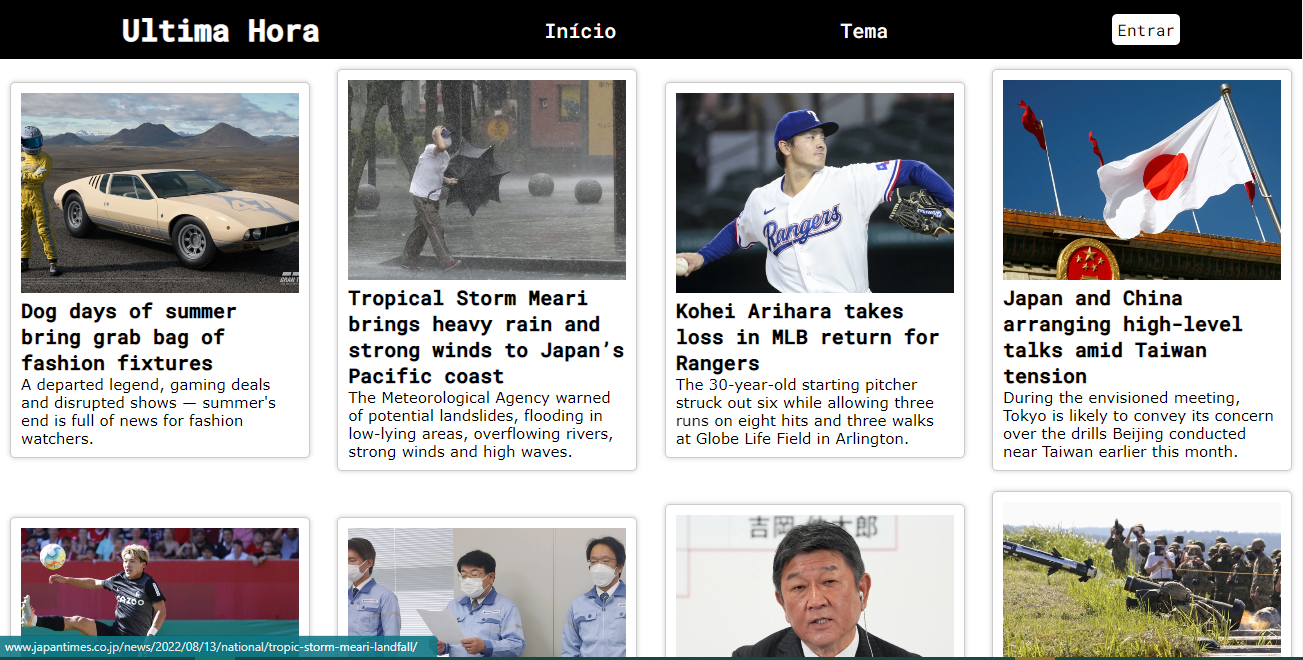 Ultima Hora
Início
Tema
Entrar
Rangers
Dog days of summer
bring grab bag of
fashion fixtures
A departed legend, gaming deals
and disrupted shows — summer's
end is full of news for fashion
watchers.
Tropical Storm Meari
brings heavy rain and
strong winds to Japan’s
Pacific coast
The Meteorological Agency warned
of potential landslides, flooding in
low-lying areas, overflowing rivers,
strong winds and high waves.
Kohei Arihara takes
loss in MLB return for
Rangers
The 30-year-old starting pitcher
struck out six while allowing three
runs on eight hits and three walks
at Globe Life Field in Arlington.
Japan and China
arranging high-level
talks amid Taiwan
tension
During the envisioned meeting,
Tokyo is likely to convey its concern
over the drills Beijing conducted
near Taiwan earlier this month.
CAZOO
www.japantimes.co.jp/news/2022/08/13/national/tropic-storm-meari-landfall/